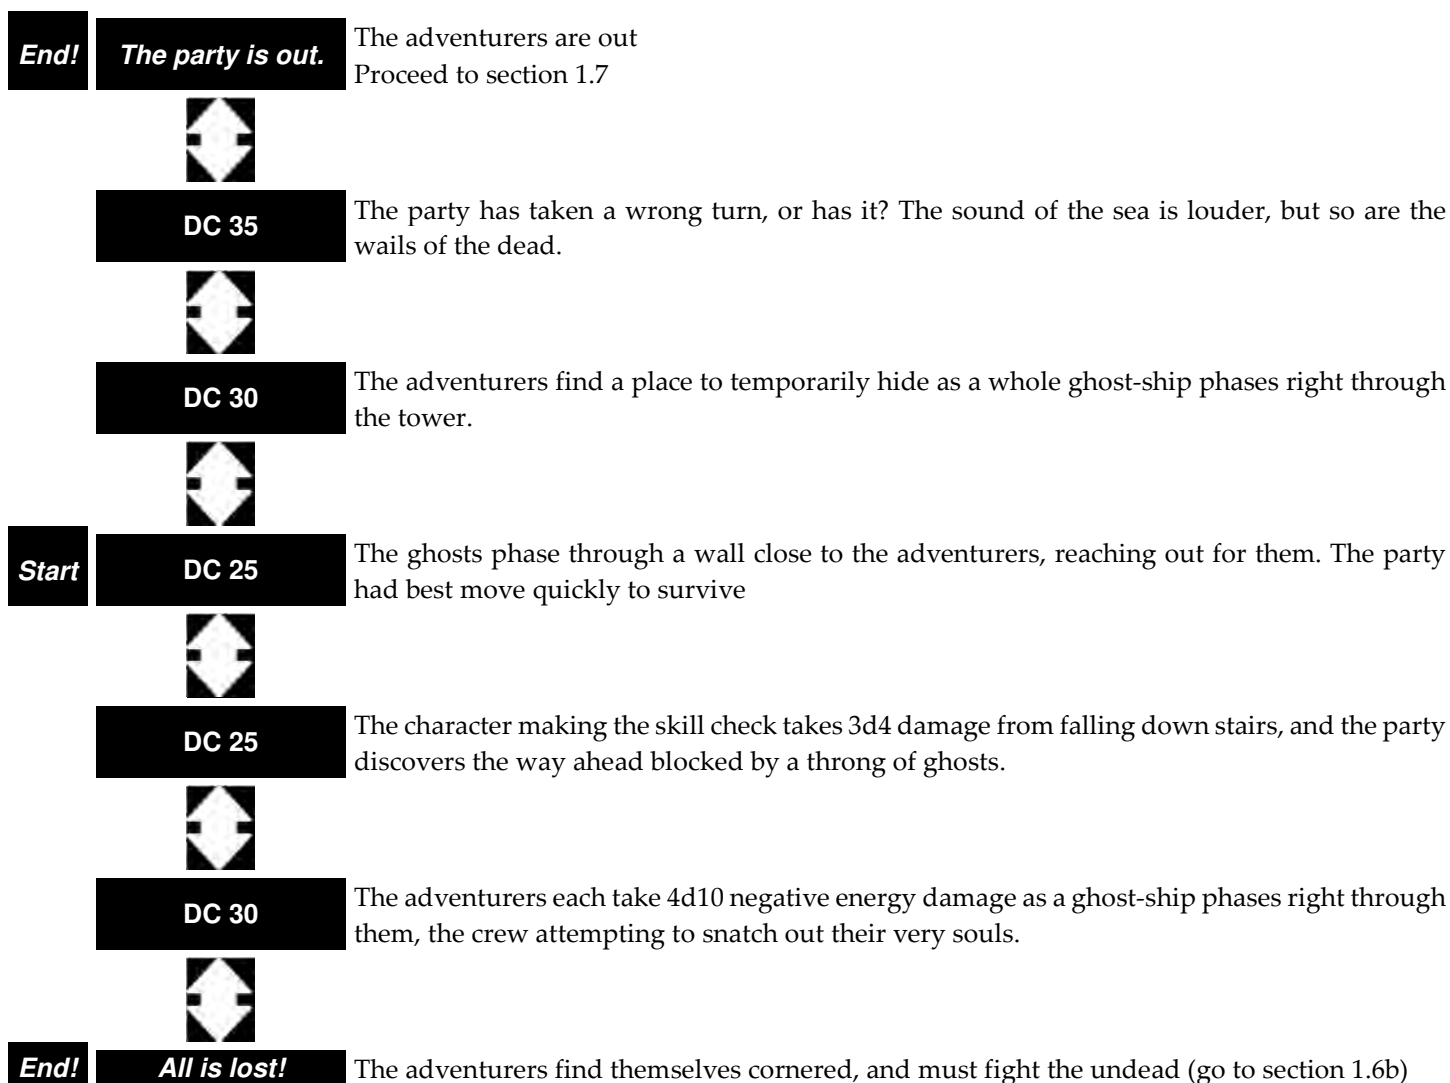 End! The party is out. The adventurers are out
Proceed to section 1.7
DC 35 The party has taken a wrong turn, or has it? The sound of the sea is louder, but so are the
wails of the dead.
DC 30 The adventurers find a place to temporarily hide as a whole ghost-ship phases right through
the tower.
Start DC 25 The ghosts phase through a wall close to the adventurers, reaching out for them. The party
had best move quickly to survive
DC 25 The character making the skill check takes 3d4 damage from falling down stairs, and the party
discovers the way ahead blocked by a throng of ghosts.
DC 30 The adventurers each take 4d10 negative energy damage as a ghost-ship phases right through
them, the crew attempting to snatch out their very souls.
End! All is lost! The adventurers find themselves cornered, and must fight the undead (go to section 1.6b)